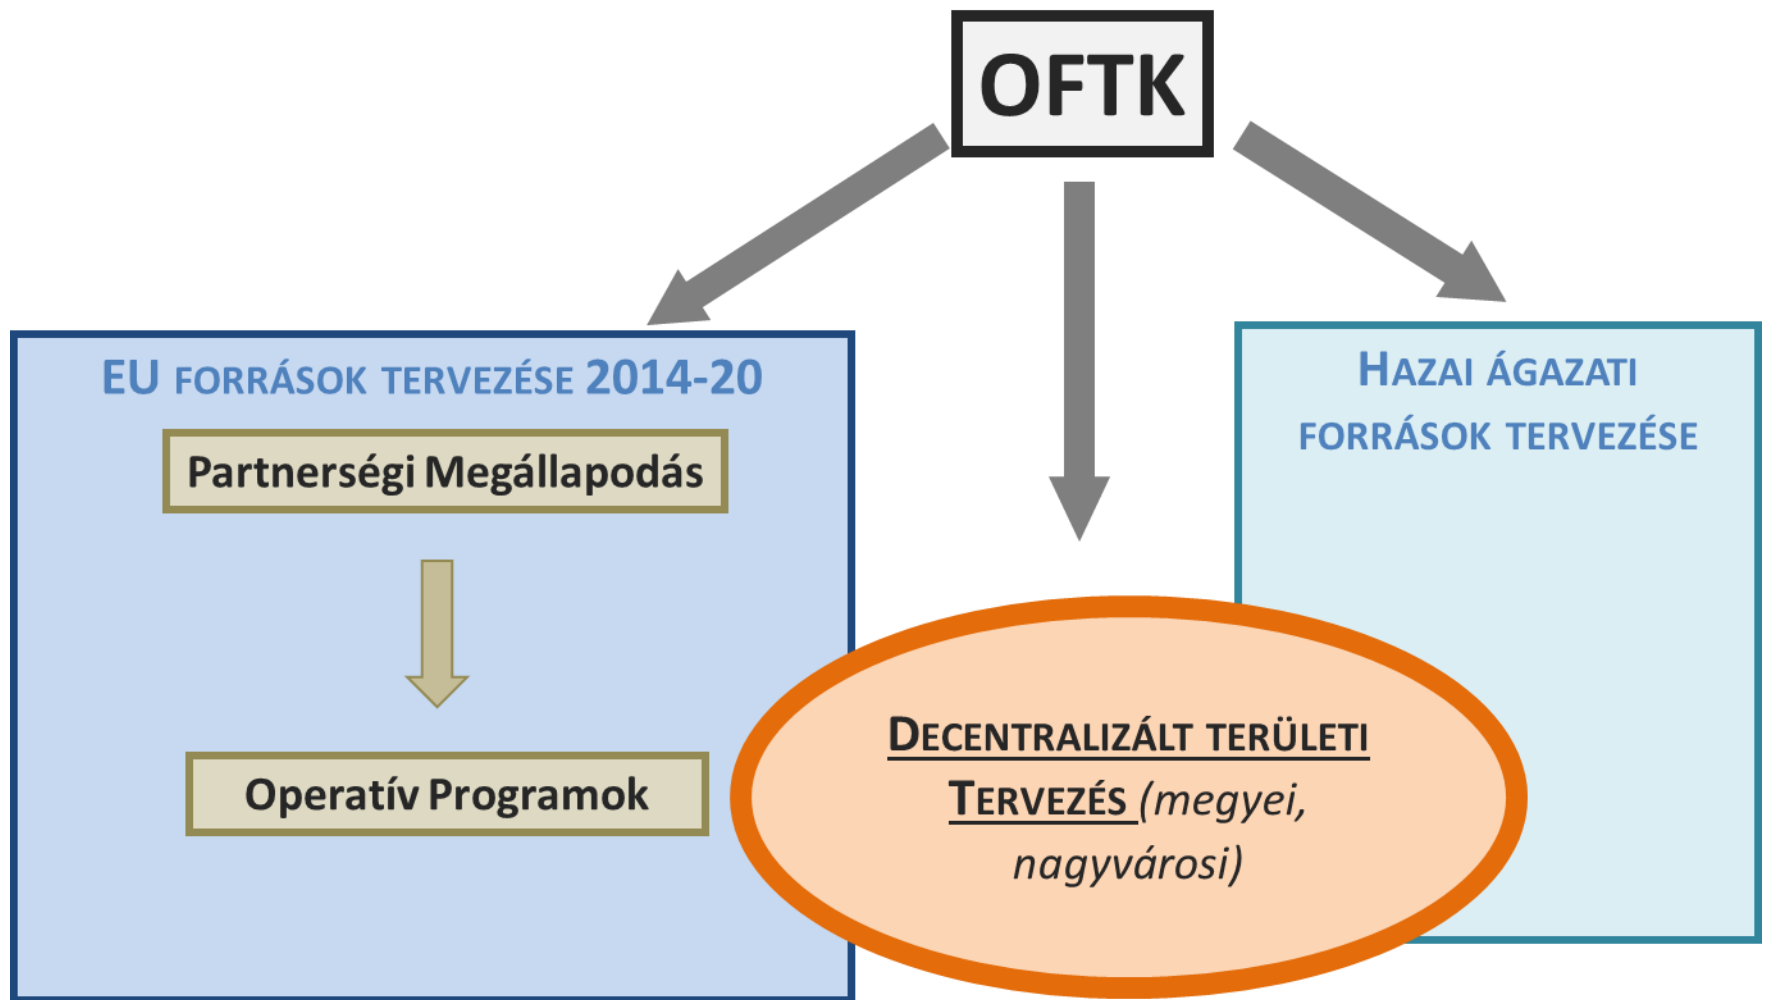 OFTK
EU FORRÁSOK TERVEZÉSE 2014-20
Partnerségi Megállapodás
Operatív Programok
HAZAI ÁGAZATI
FORRÁSOK TERVEZÉSE
DECENTRALIZÁLT TERÜLETI
TERVEZÉS (megyei,
nagyvárosi)